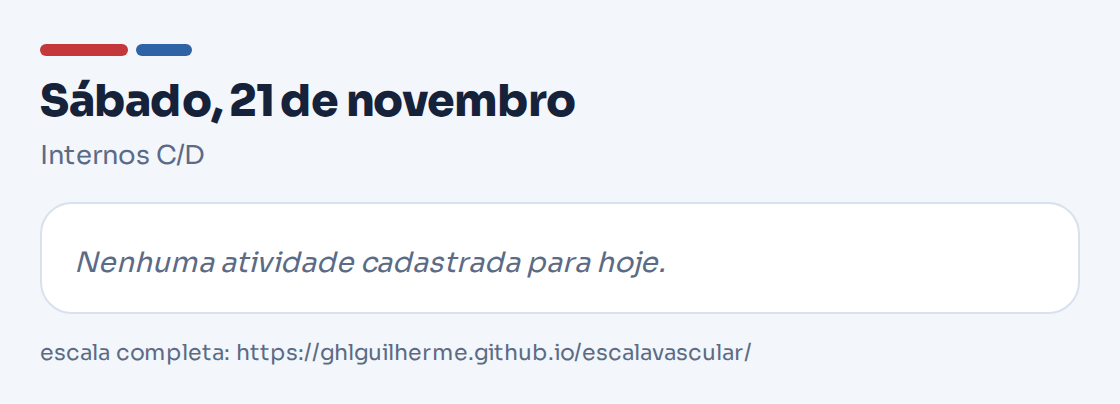 Sábado, 21 de novembro
Internos C/D
Nenhuma atividade cadastrada para hoje.
escala completa: https://ghlguilherme.github.io/escalavascular/